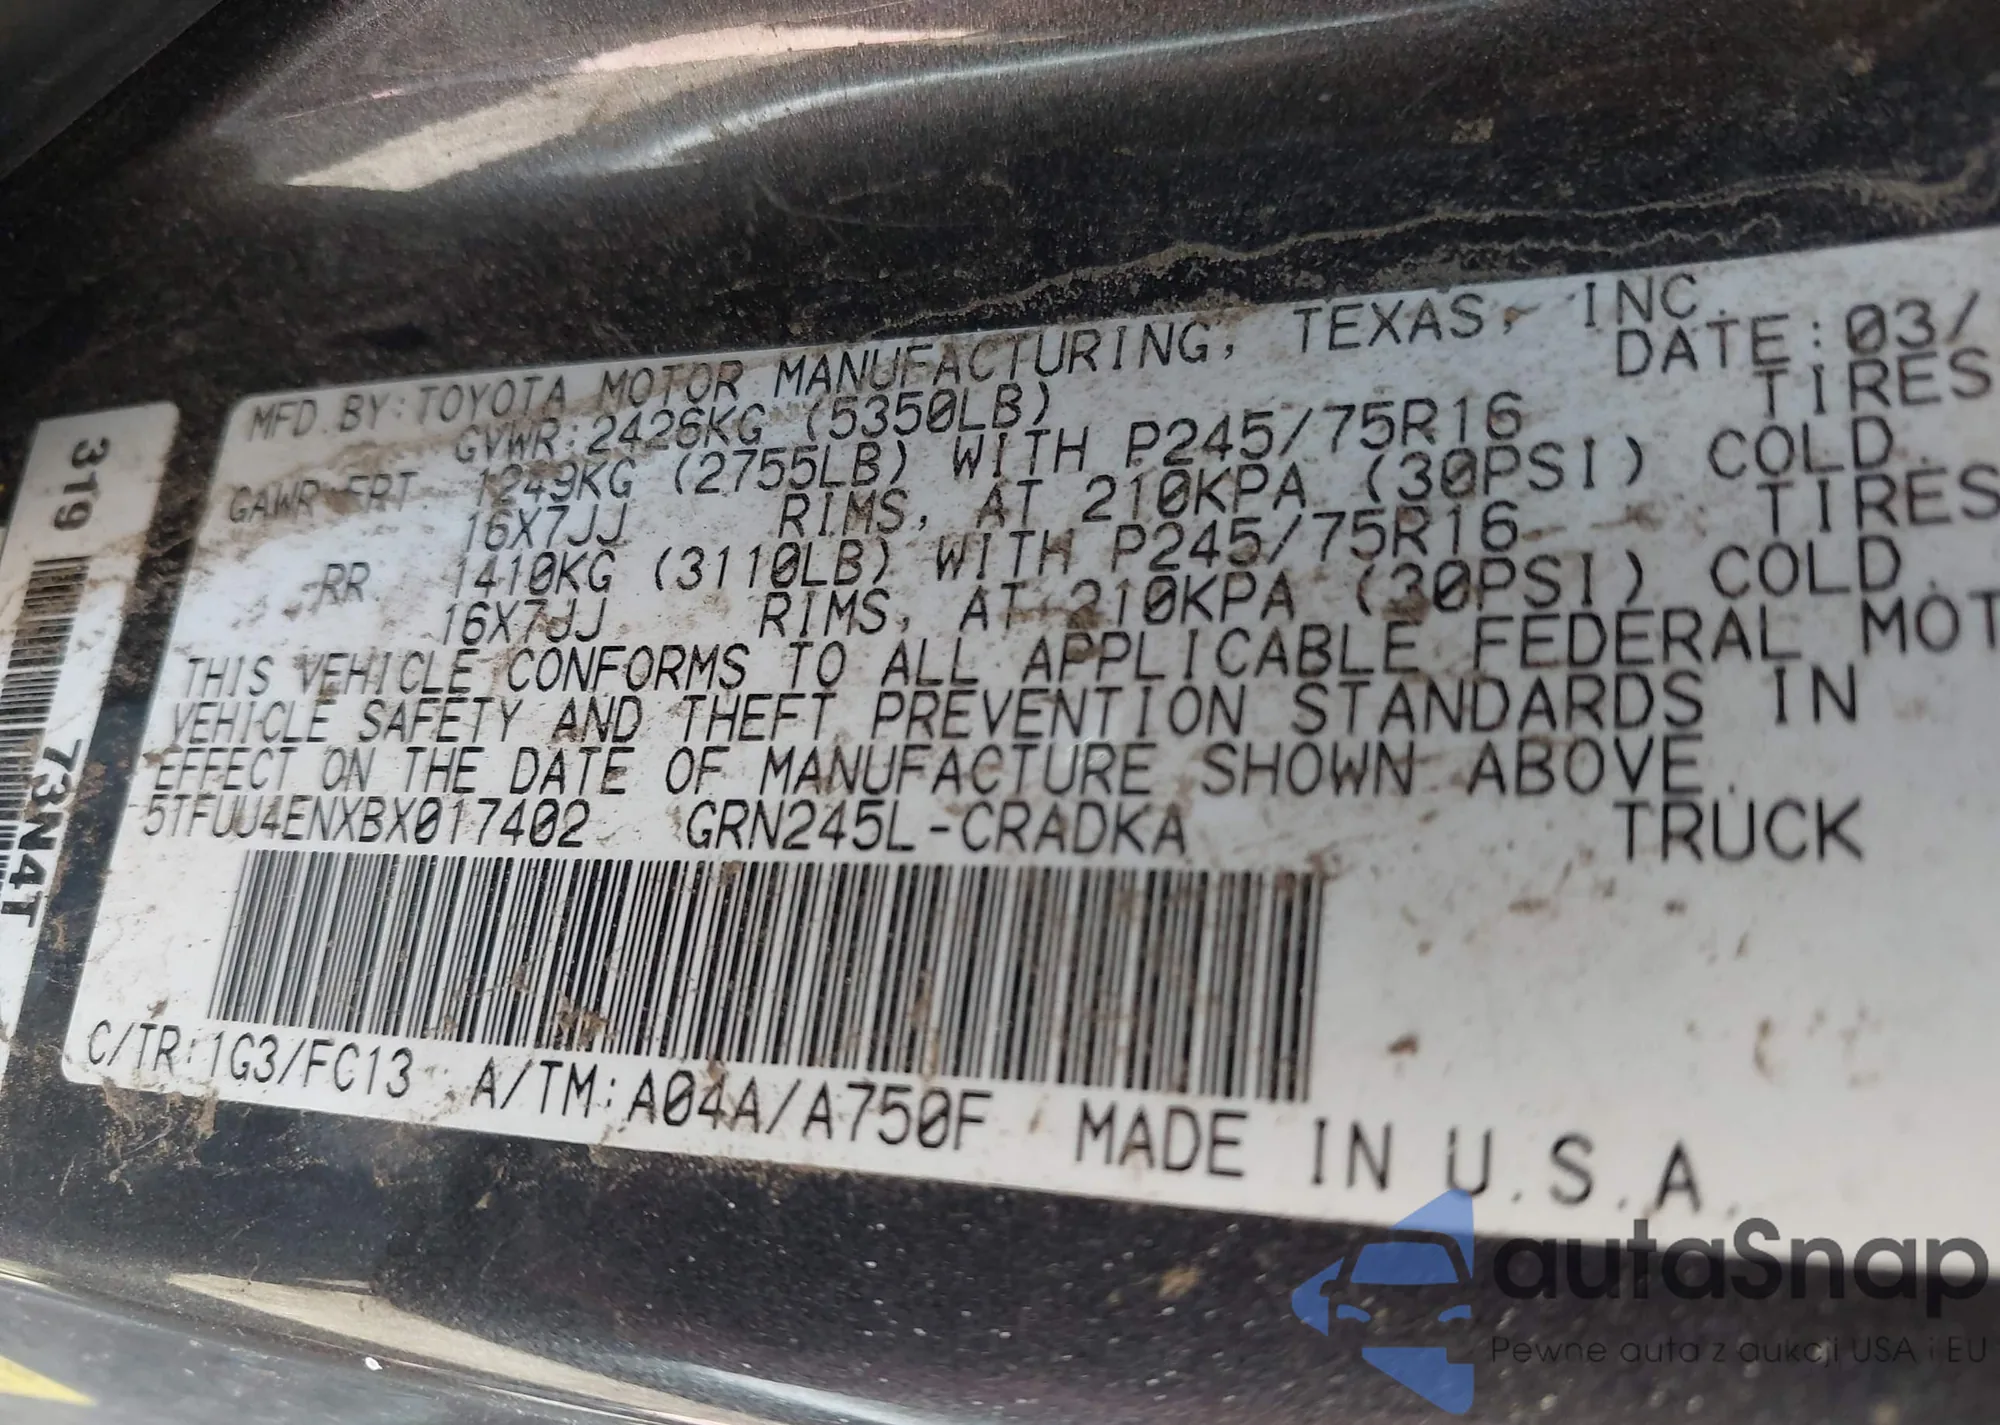 MFD. BY: TOYOTA MOTOR MANUFACTURING, TEXAS, INC.
GVWR: 2426KG (5350LB) DATE: 03/
GAWR FRT 1249KG (2755LB) WITH P245/75R16 TIRES
16X7JJ RIMS, AT 210KPA (30PSI) COLD.
RR 1410KG (3110LB) WITH P245/75R16 TIRES
16X7JJ RIMS, AT 210KPA (30PSI) COLD.
THIS VEHICLE CONFORMS TO ALL APPLICABLE FEDERAL MOT
VEHICLE SAFETY AND THEFT PREVENTION STANDARDS IN
EFFECT ON THE DATE OF MANUFACTURE SHOWN ABOVE.
5TFUU4ENXBX017402 GRN245L-CRADKA TRUCK
C/TR: 1G3/FC13 A/TM: A04A/A750F MADE IN U.S.A.
319
73N4T
autaSnap
Pewne auta z aukcji USA i EU